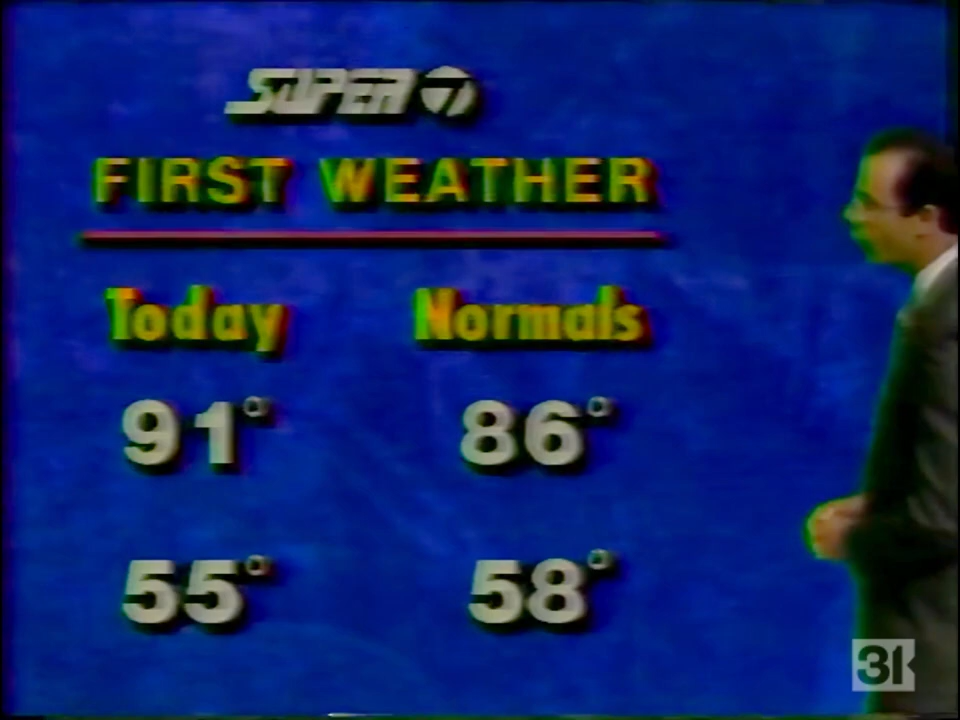 SUPER 7
FIRST WEATHER
Today Normals
91° 86°
55° 58°
31